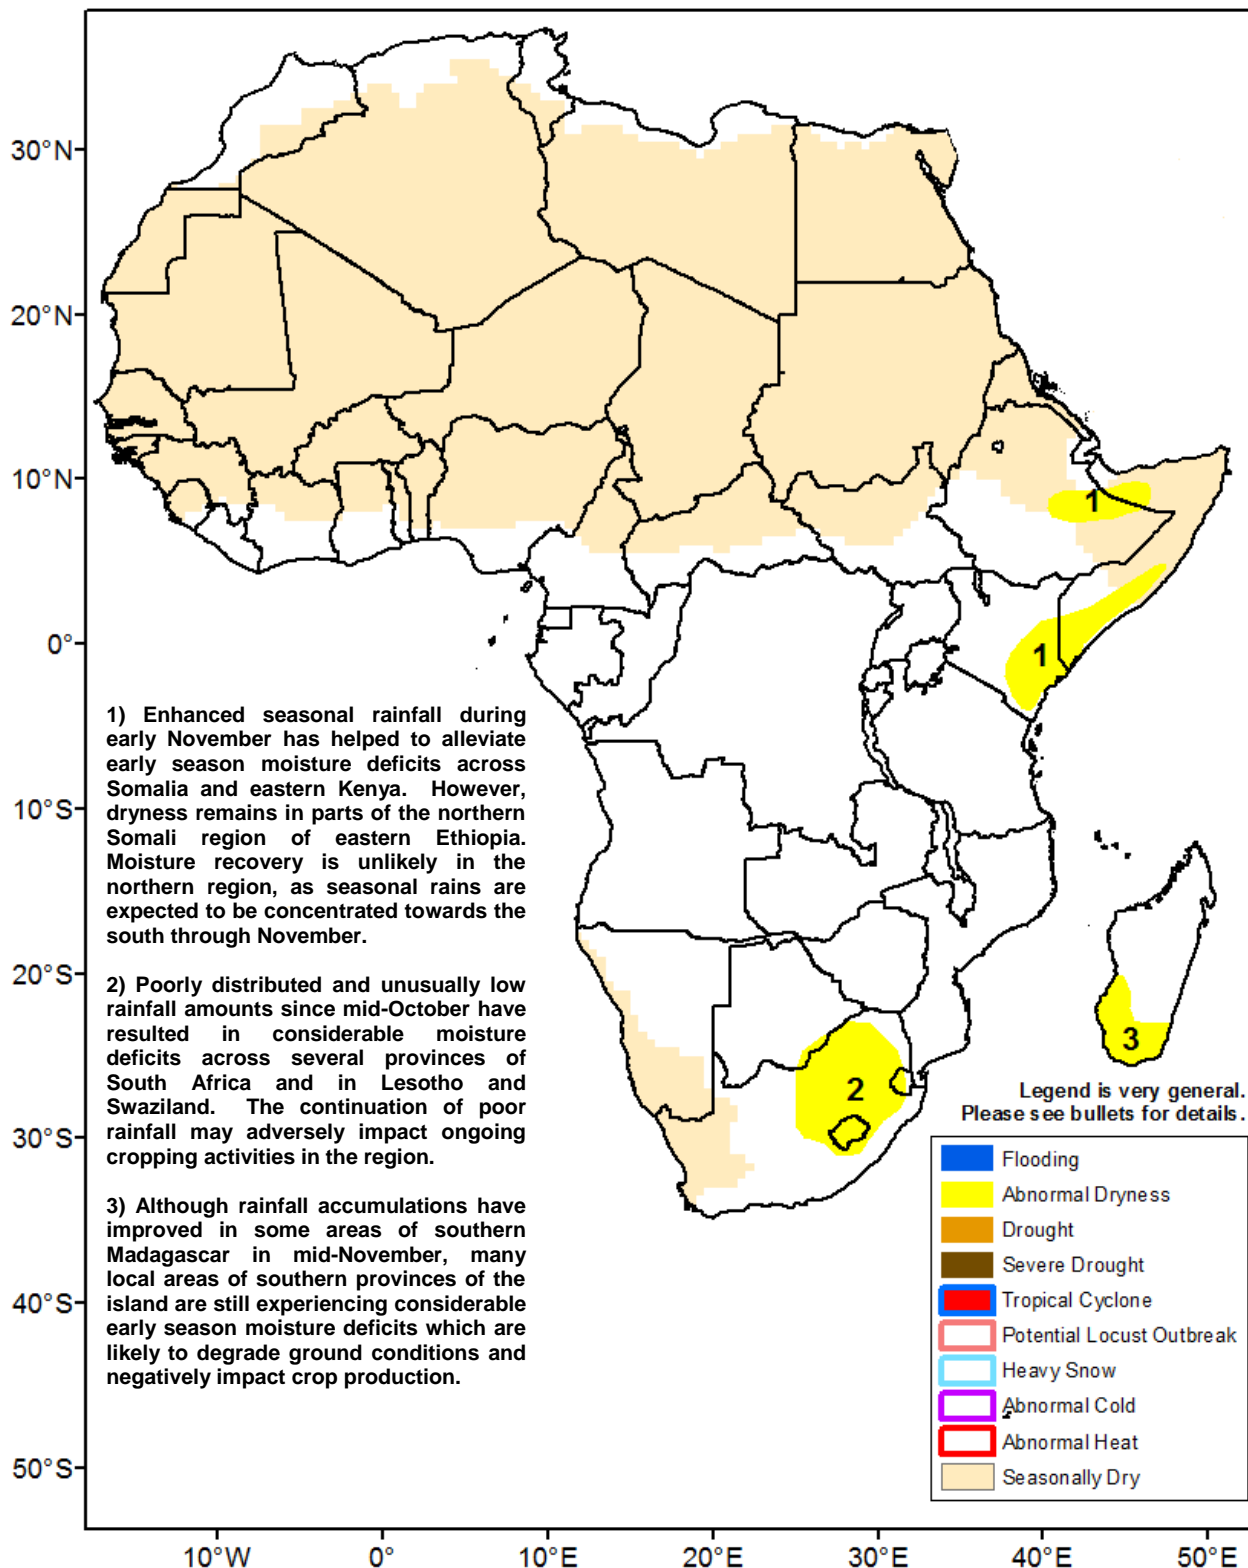 30°N
20°N
10°N
0°
10°S
20°S
30°S
40°S
50°S
1
1
2
3
1) Enhanced seasonal rainfall during
early November has helped to alleviate
early season moisture deficits across
Somalia and eastern Kenya. However,
dryness remains in parts of the northern
Somali region of eastern Ethiopia.
Moisture recovery is unlikely in the
northern region, as seasonal rains are
expected to be concentrated towards the
south through November.
2) Poorly distributed and unusually low
rainfall amounts since mid-October have
resulted in considerable moisture
deficits across several provinces of
South Africa and in Lesotho and
Swaziland. The continuation of poor
rainfall may adversely impact ongoing
cropping activities in the region.
3) Although rainfall accumulations have
improved in some areas of southern
Madagascar in mid-November, many
local areas of southern provinces of the
island are still experiencing considerable
early season moisture deficits which are
likely to degrade ground conditions and
negatively impact crop production.
Legend is very general.
Please see bullets for details.
Flooding
Abnormal Dryness
Drought
Severe Drought
Tropical Cyclone
Potential Locust Outbreak
Heavy Snow
Abnormal Cold
Abnormal Heat
Seasonally Dry
10°W 0° 10°E 20°E 30°E 40°E 50°E